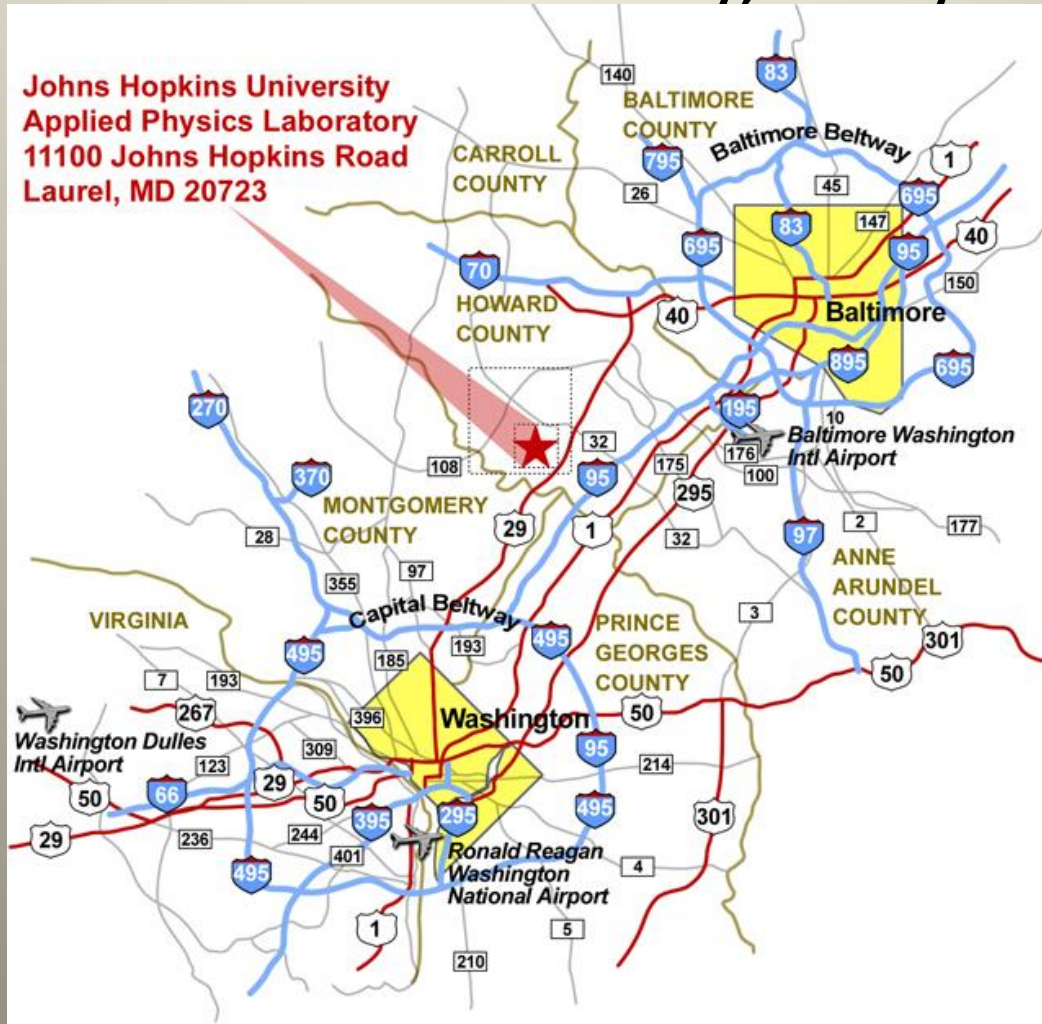 Johns Hopkins University
Applied Physics Laboratory
11100 Johns Hopkins Road
Laurel, MD 20723
140
83
BALTIMORE
COUNTY
Baltimore Beltway
1
795
CARROLL
COUNTY
26
45
695
147
83
695
95
40
70
150
HOWARD
COUNTY
40
Baltimore
895
695
270
195
10
32
Baltimore Washington
Intl Airport
176
108
175
100
95
370
295
MONTGOMERY
COUNTY
29
1
2
177
28
32
97
ANNE
ARUNDEL
COUNTY
97
355
Capital Beltway
3
VIRGINIA
495
PRINCE
GEORGES
COUNTY
301
193
495
185
50
7
193
267
396
Washington
50
Washington Dulles
Intl Airport
309
95
123
214
29
66
50
50
495
395
295
301
29
236
244
401
Ronald Reagan
Washington
National Airport
4
495
1
5
210